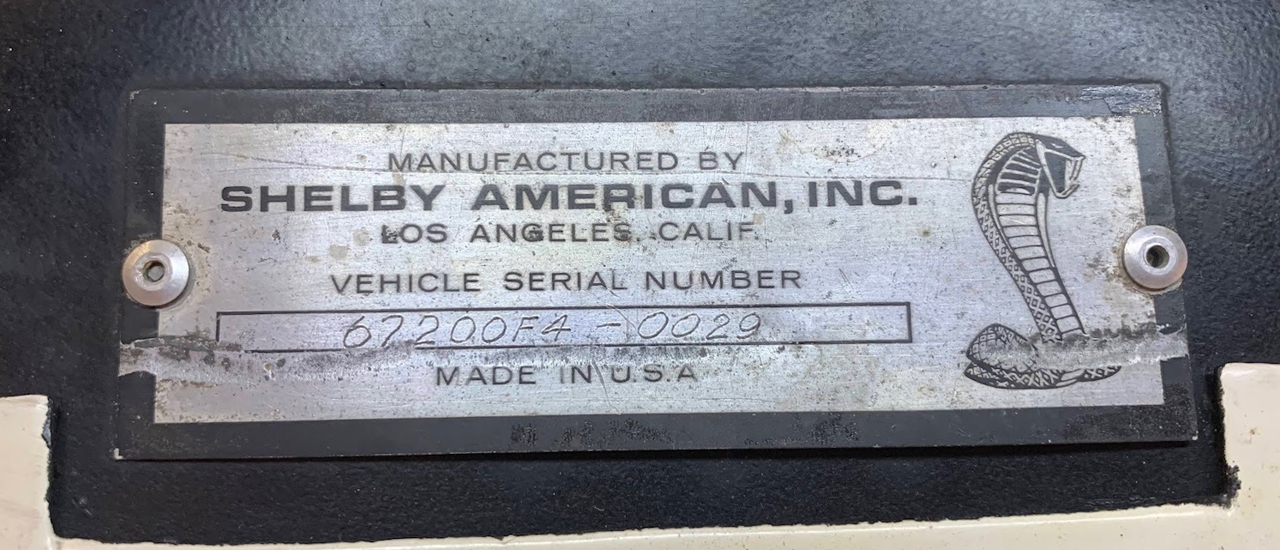 MANUFACTURED BY
SHELBY AMERICAN, INC.
LOS ANGELES, CALIF.
VEHICLE SERIAL NUMBER
67200F4-0029
MADE IN U.S.A